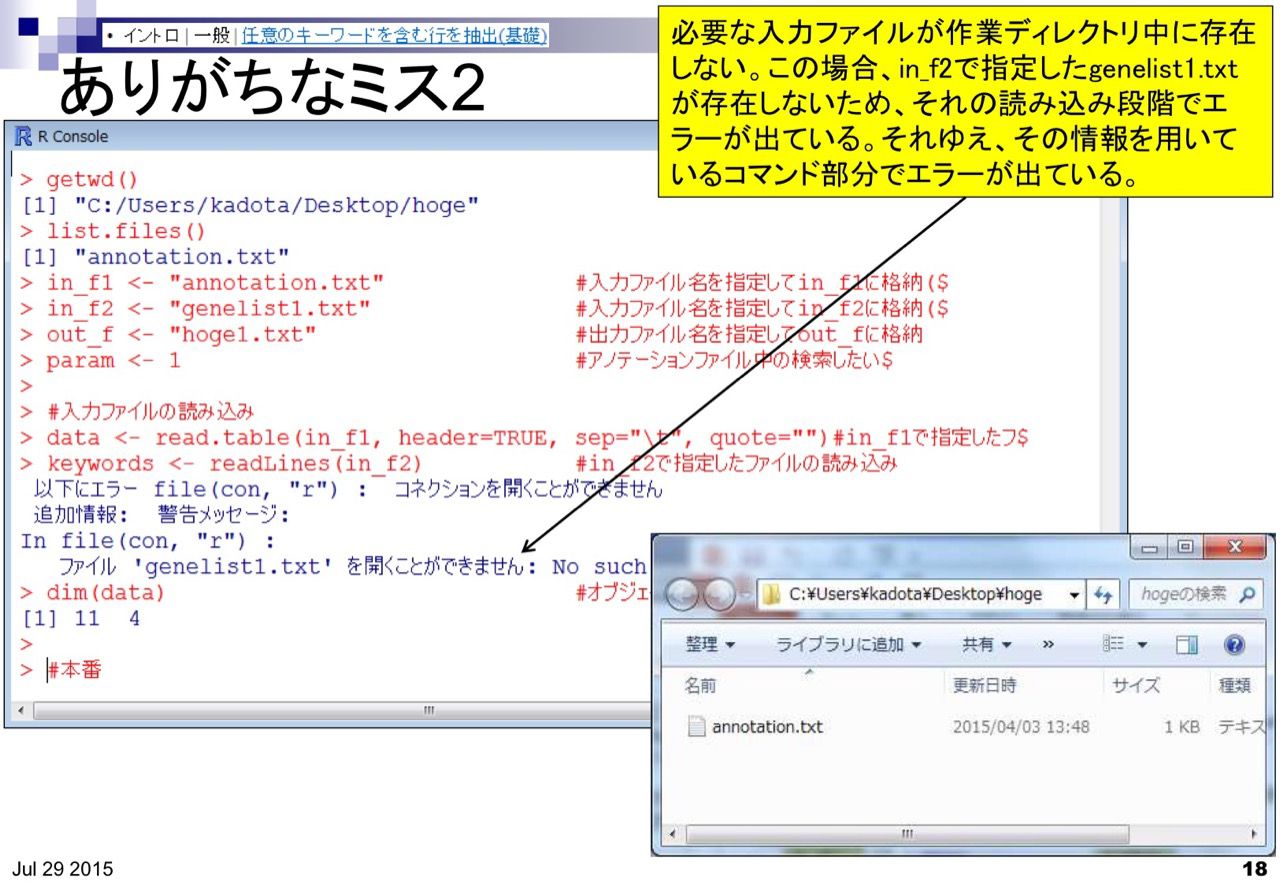 • イントロ | 一般 | 任意のキーワードを含む行を抽出(基礎)
ありがちなミス2
必要な入力ファイルが作業ディレクトリ中に存在
しない。この場合、in_f2で指定したgenelist1.txt
が存在しないため、それの読み込み段階でエ
ラーが出ている。それゆえ、その情報を用いて
いるコマンド部分でエラーが出ている。
R Console
> getwd()
[1] "C:/Users/kadota/Desktop/hoge"
> list.files()
[1] "annotation.txt"
> in_f1 <- "annotation.txt" #入力ファイル名を指定してin_f1に格納($
> in_f2 <- "genelist1.txt" #入力ファイル名を指定してin_f2に格納($
> out_f <- "hoge1.txt" #出力ファイル名を指定してout_fに格納
> param <- 1 #アノテーションファイル中の検索したい$
>
> #入力ファイルの読み込み
> data <- read.table(in_f1, header=TRUE, sep="\t", quote="")#in_f1で指定したフ$
> keywords <- readLines(in_f2) #in_f2で指定したファイルの読み込み
以下にエラー file(con, "r") : コネクションを開くことができません
追加情報: 警告メッセージ:
In file(con, "r") :
ファイル 'genelist1.txt' を開くことができません: No such
> dim(data) #オブジェ
[1] 11 4
>
> #本番
C:¥Users¥kadota¥Desktop¥hoge
hogeの検索
整理 ライブラリに追加 共有 »
名前 更新日時 サイズ 種類
annotation.txt 2015/04/03 13:48 1 KB テキス
Jul 29 2015
18